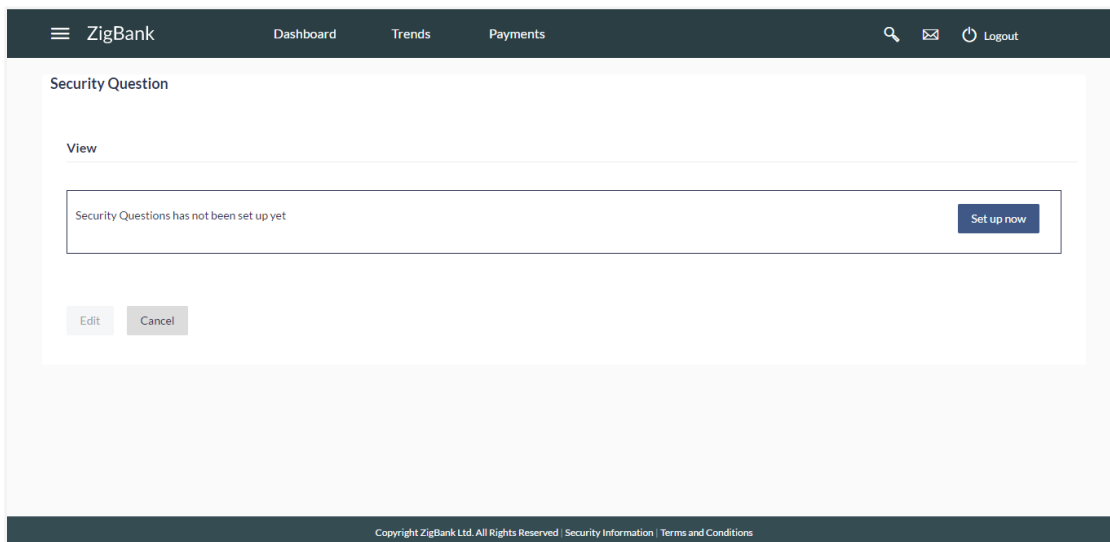 ZigBank Dashboard Trends Payments Logout
Security Question
View
Security Questions has not been set up yet Set up now
Edit Cancel
Copyright ZigBank Ltd. All Rights Reserved | Security Information | Terms and Conditions